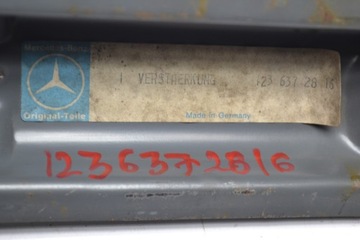 Mercedes-Benz
1 VERSTAERKUNG 123 637 28 16
Original-Teile
Made in Germany
1236372816